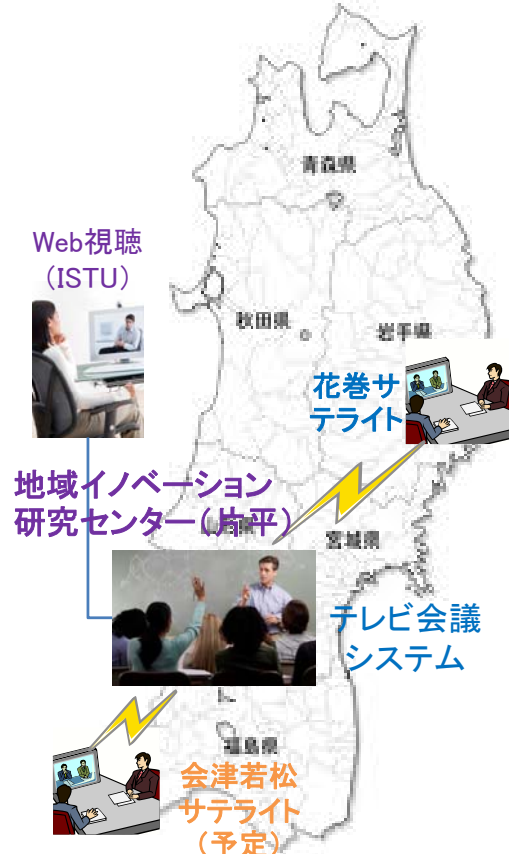 青森県
Web視聴
（ISTU）
秋田県
岩手県
花巻サ
テライト
地域イノベーション
研究センター（片平）
宮城県
テレビ会議
システム
福島県
会津若松
サテライト
（予定）